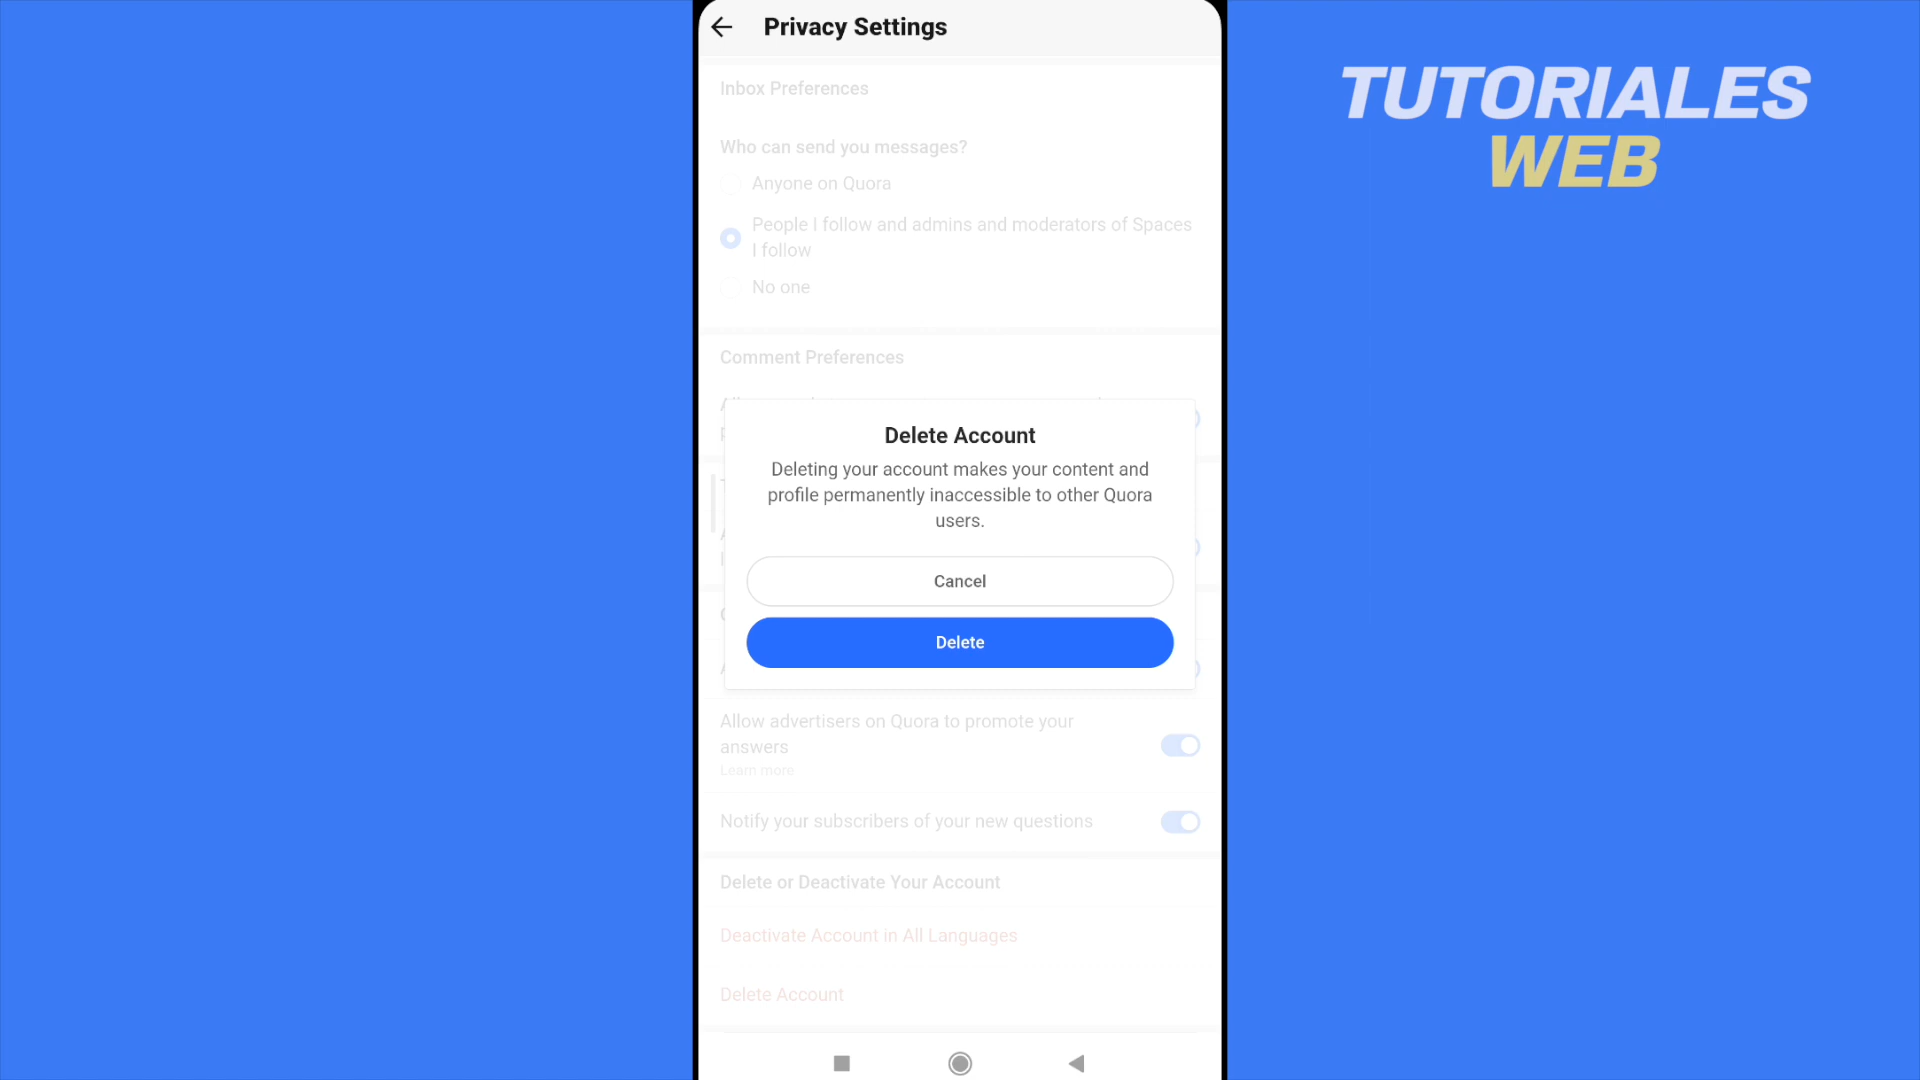 Privacy Settings
TUTORIALES
WEB
Inbox Preferences
Who can send you messages?
Anyone on Quora
People I follow and admins and moderators of Spaces
I follow
No one
Comment Preferences
Delete Account
Deleting your account makes your content and
profile permanently inaccessible to other Quora
users.
Cancel
Delete
Allow advertisers on Quora to promote your
answers
Learn more
Notify your subscribers of your new questions
Delete or Deactivate Your Account
Deactivate Account in All Languages
Delete Account